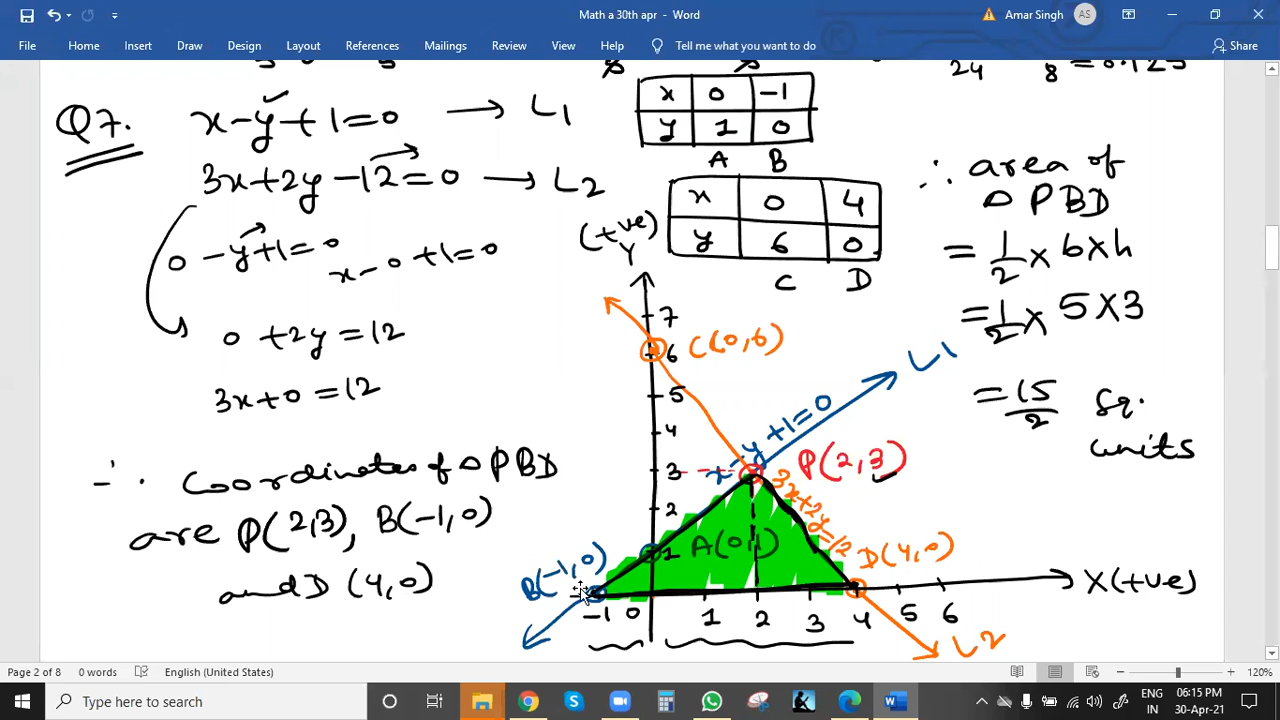 Math a 30th apr - Word
Amar Singh
AS
File Home Insert Draw Design Layout References Mailings Review View Help Tell me what you want to do
Share
24 8 = 0.125
Q7. x-y+1=0 → L1
3x+2y-12=0 → L2
0-y+1=0
x-0+1=0
0+2y=12
3x+0=12
x 0 -1
y 1 0
A B
x 0 4
y 6 0
C D
∴ area of
△ PBD
= 1/2 × b×h
= 1/2 × 5×3
= 15/2 Sq.
units
∴ Coordinates of △PBD
are P(2,3), B(-1,0)
and D (4,0)
(+ve)
Y
7
6 C(0,6)
5
4
3
2
1
L1
x-y+1=0
P(2,3)
3x+2y=12
A(0,1)
B(-1,0)
D(4,0)
X(+ve)
-1 0 1 2 3 4 5 6
L2
Page 2 of 8 0 words English (United States) 120%
Type here to search
ENG
IN
06:15 PM
30-Apr-21